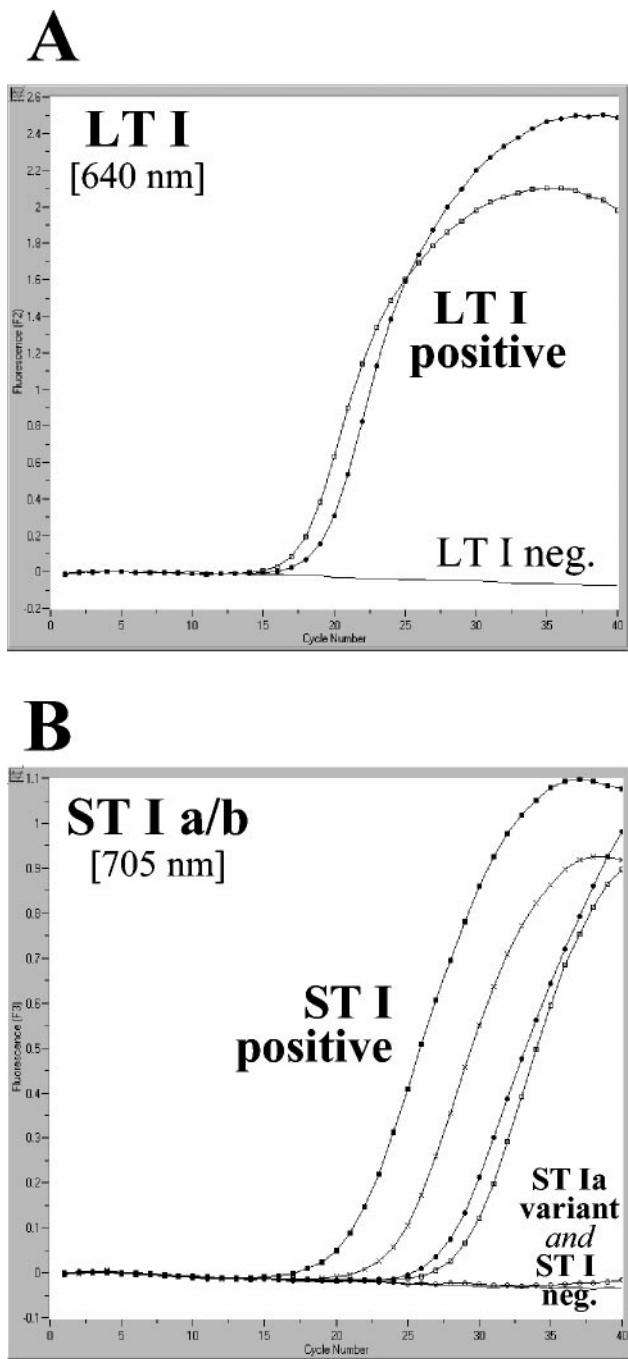 A
LT I
[640 nm]
2.6
2.4
2.2
2
1.8
1.6
1.4
1.2
1
0.8
0.6
0.4
0.2
0
-0.2
Fluorescence (F2)
LT I
positive
LT I neg.
0 5 10 15 20 25 30 35 40
Cycle Number
B
ST I a/b
[705 nm]
1.1
1
0.9
0.8
0.7
0.6
0.5
0.4
0.3
0.2
0.1
0
-0.1
Fluorescence (F3)
ST I
positive
ST Ia
variant
and
ST I
neg.
0 5 10 15 20 25 30 35 40
Cycle Number